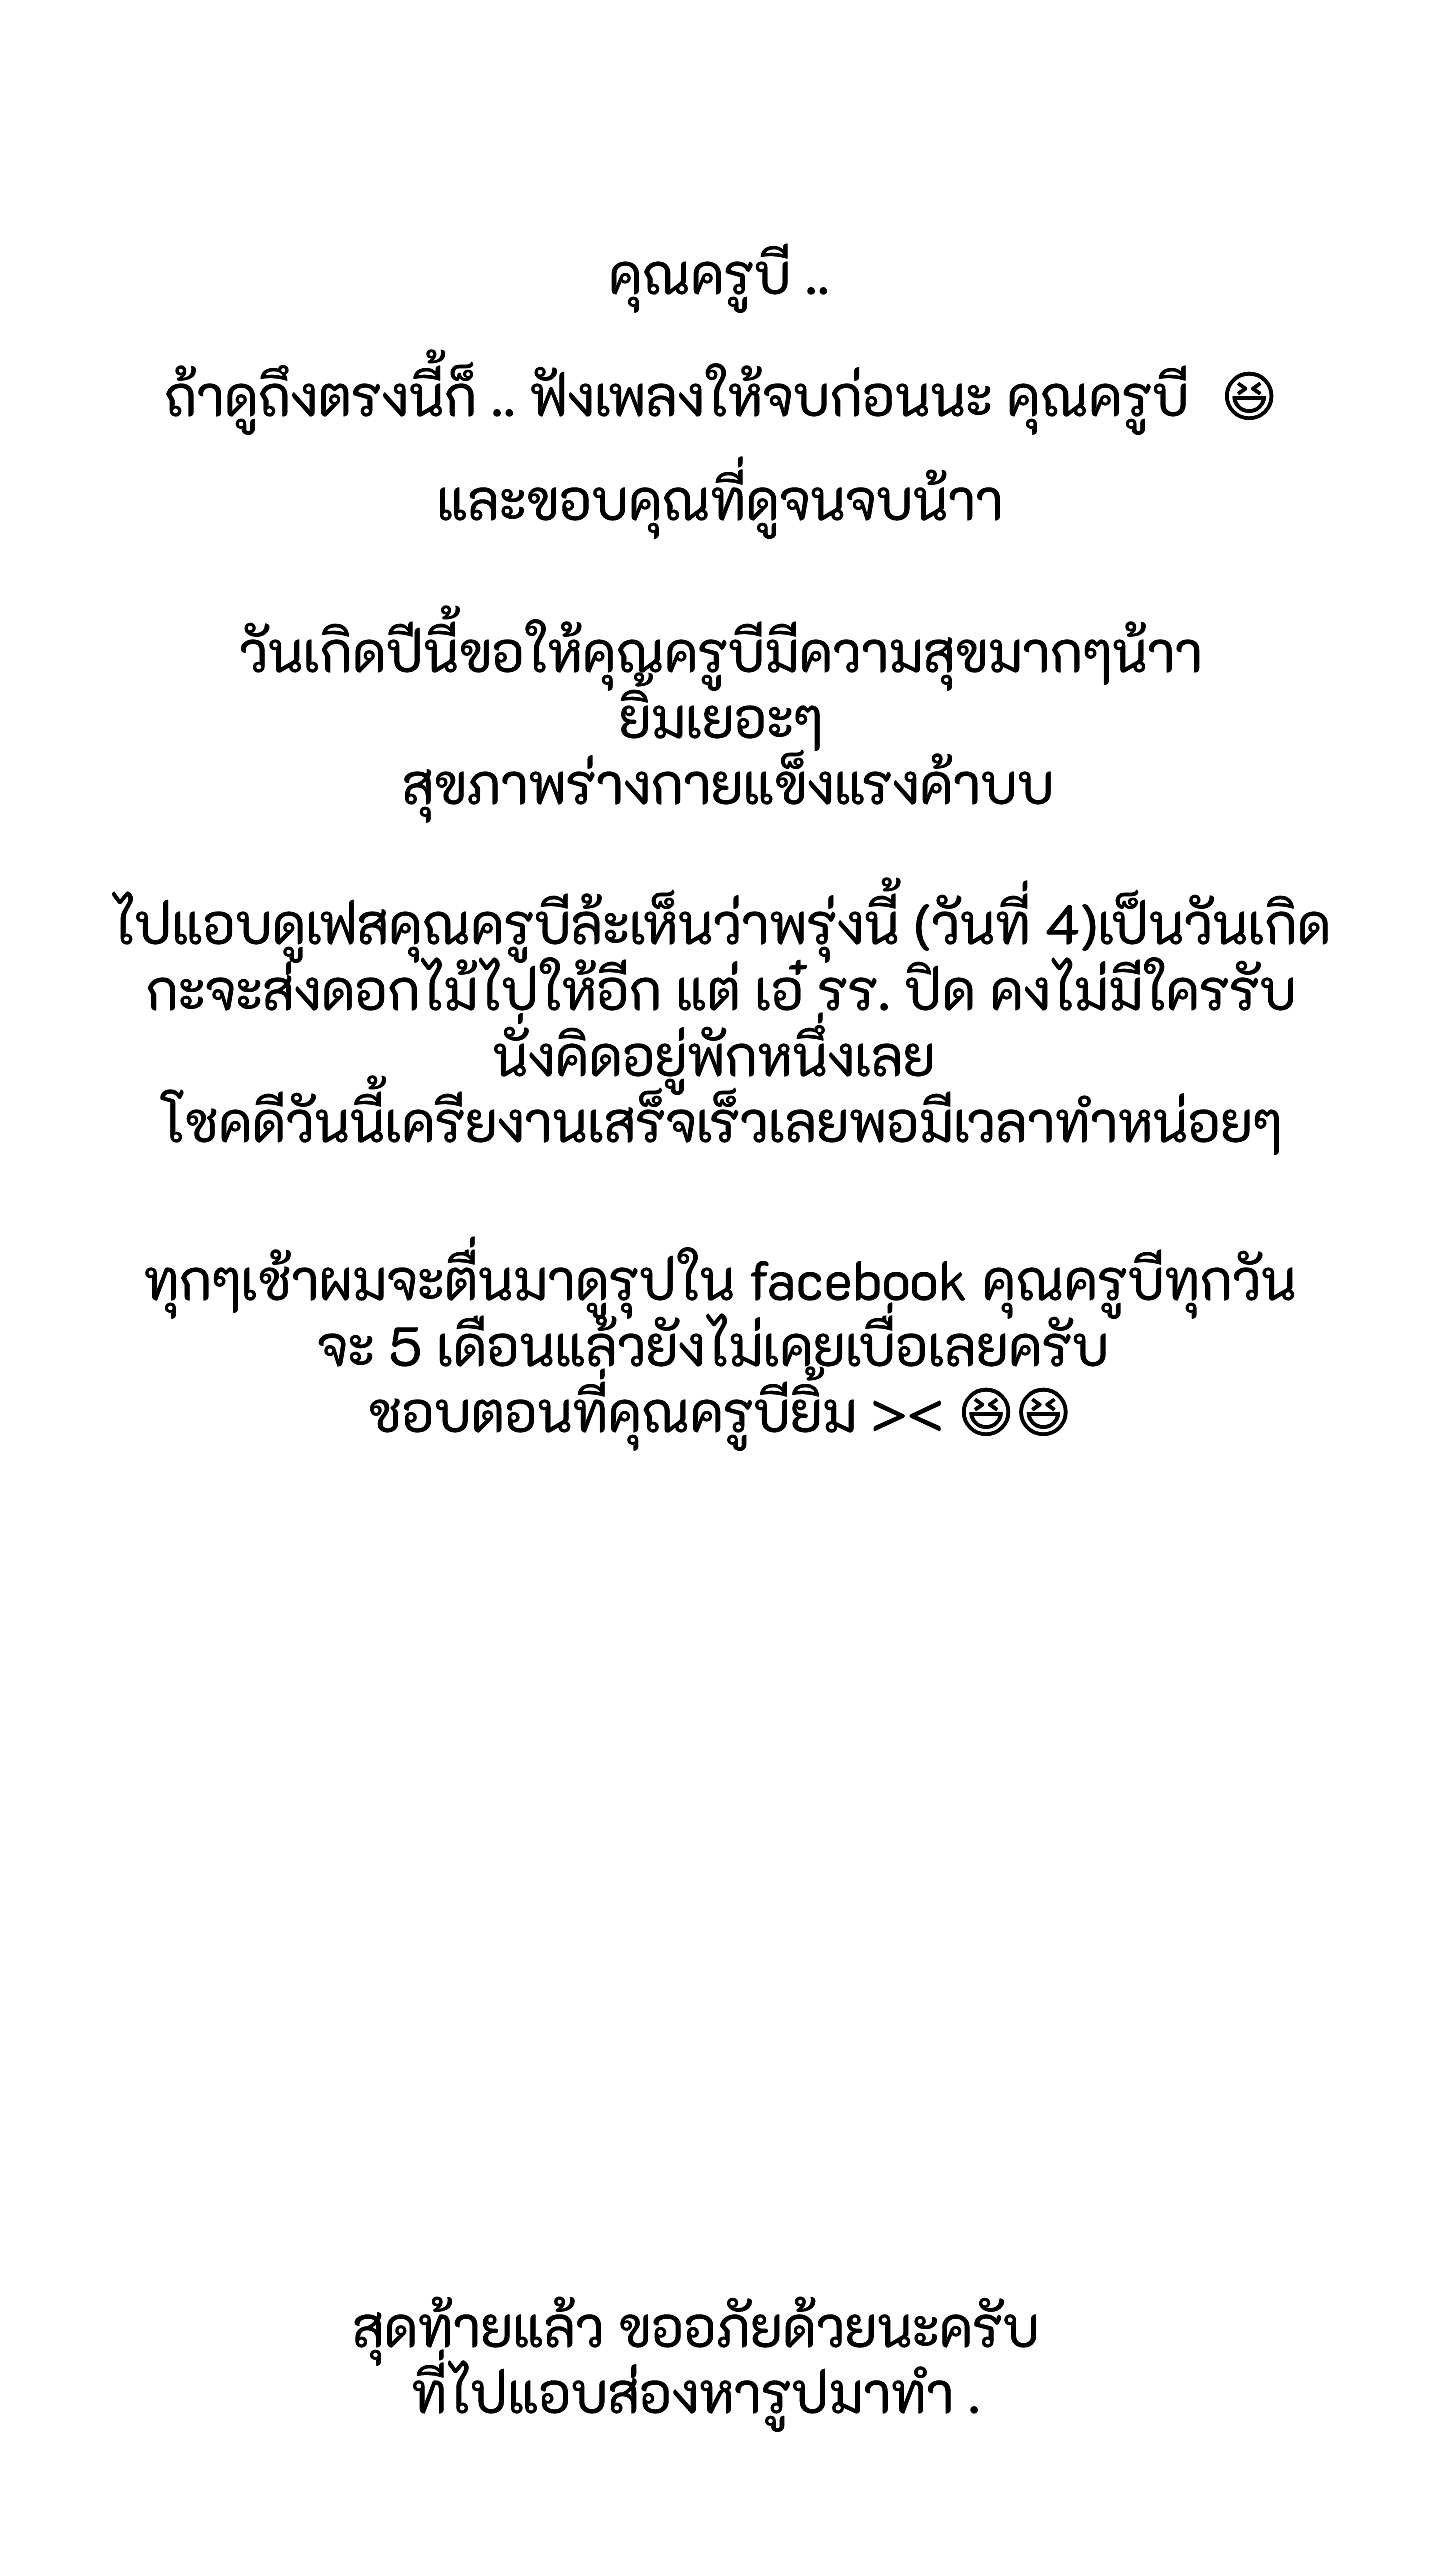 คุณครูบี ..
ถ้าดูถึงตรงนี้ก็ .. ฟังเพลงให้จบก่อนนะ คุณครูบี 😆
และขอบคุณที่ดูจนจบน้าา
วันเกิดปีนี้ขอให้คุณครูบีมีความสุขมากๆน้าา
ยิ้มเยอะๆ
สุขภาพร่างกายแข็งแรงค้าบบ
ไปแอบดูเฟสคุณครูบีล้ะเห็นว่าพรุ่งนี้ (วันที่ 4)เป็นวันเกิด
กะจะส่งดอกไม้ไปให้อีก แต่ เอ๋ รร. ปิด คงไม่มีใครรับ
นั่งคิดอยู่พักหนึ่งเลย
โชคดีวันนี้เครียงานเสร็จเร็วเลยพอมีเวลาทำหน่อยๆ
ทุกๆเช้าผมจะตื่นมาดูรุปใน facebook คุณครูบีทุกวัน
จะ 5 เดือนแล้วยังไม่เคยเบื่อเลยครับ
ชอบตอนที่คุณครูบียิ้ม >< 😆😆
สุดท้ายแล้ว ขออภัยด้วยนะครับ
ที่ไปแอบส่องหารูปมาทำ .